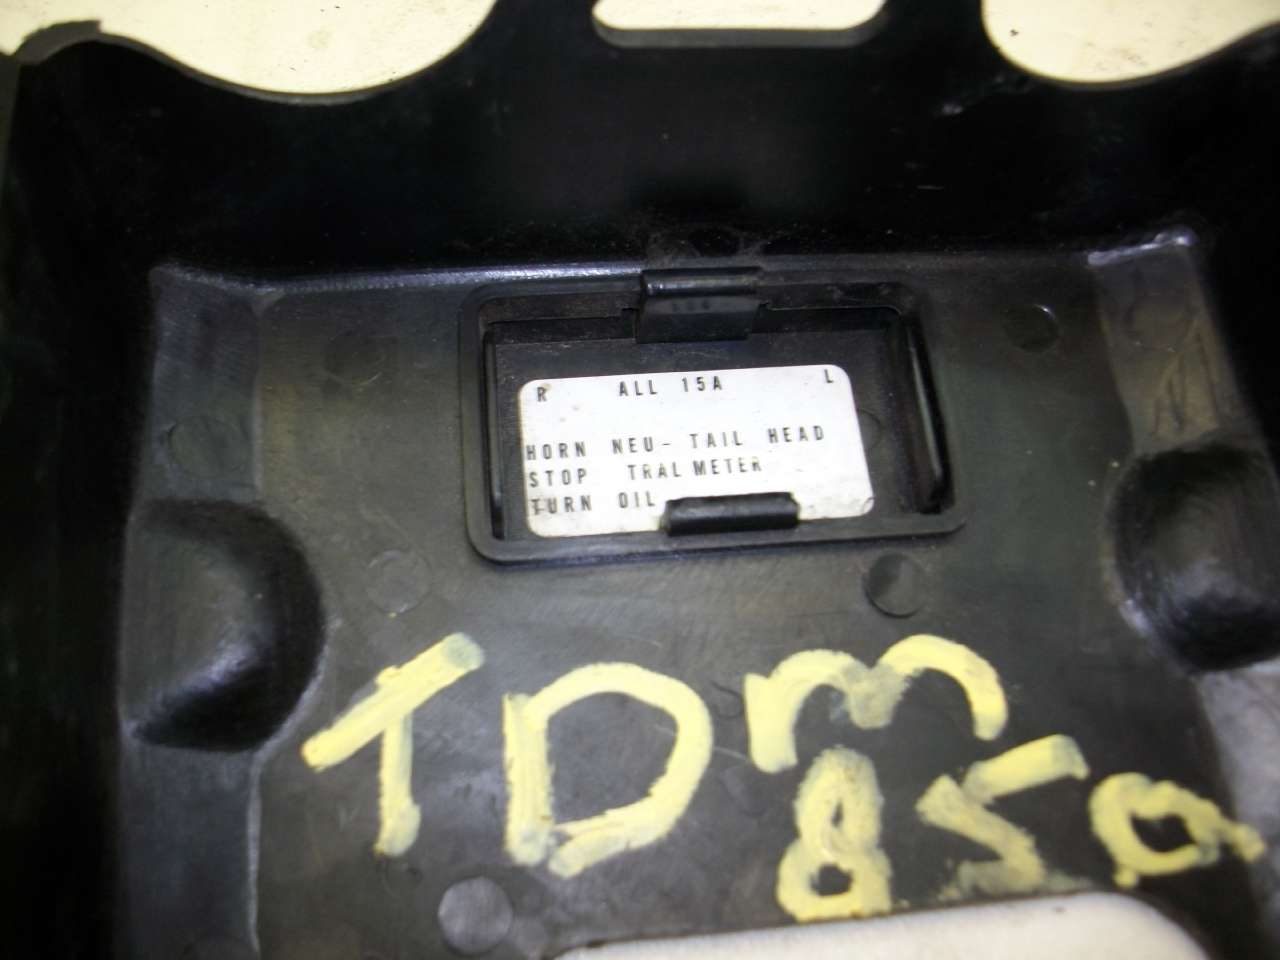 R ALL 15A L
HORN NEU- TAIL HEAD
STOP TRAL METER
TURN OIL
TDM
850